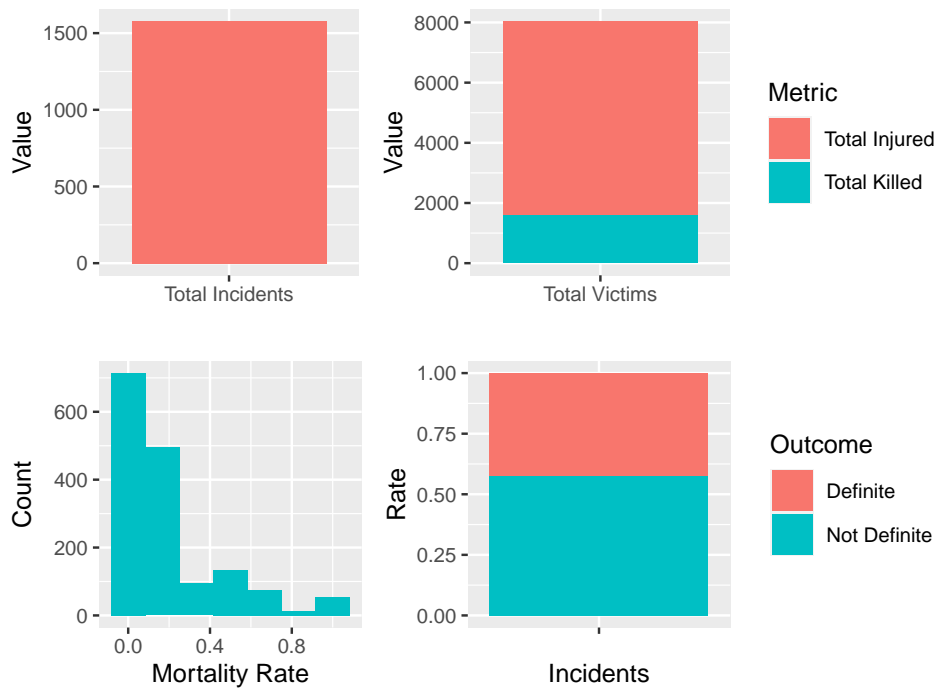 Value
1500
1000
500
0
Total Incidents
Value
8000
6000
4000
2000
0
Total Victims
Metric
Total Injured
Total Killed
Count
600
400
200
0
0.0 0.4 0.8
Mortality Rate
Rate
1.00
0.75
0.50
0.25
0.00
Incidents
Outcome
Definite
Not Definite